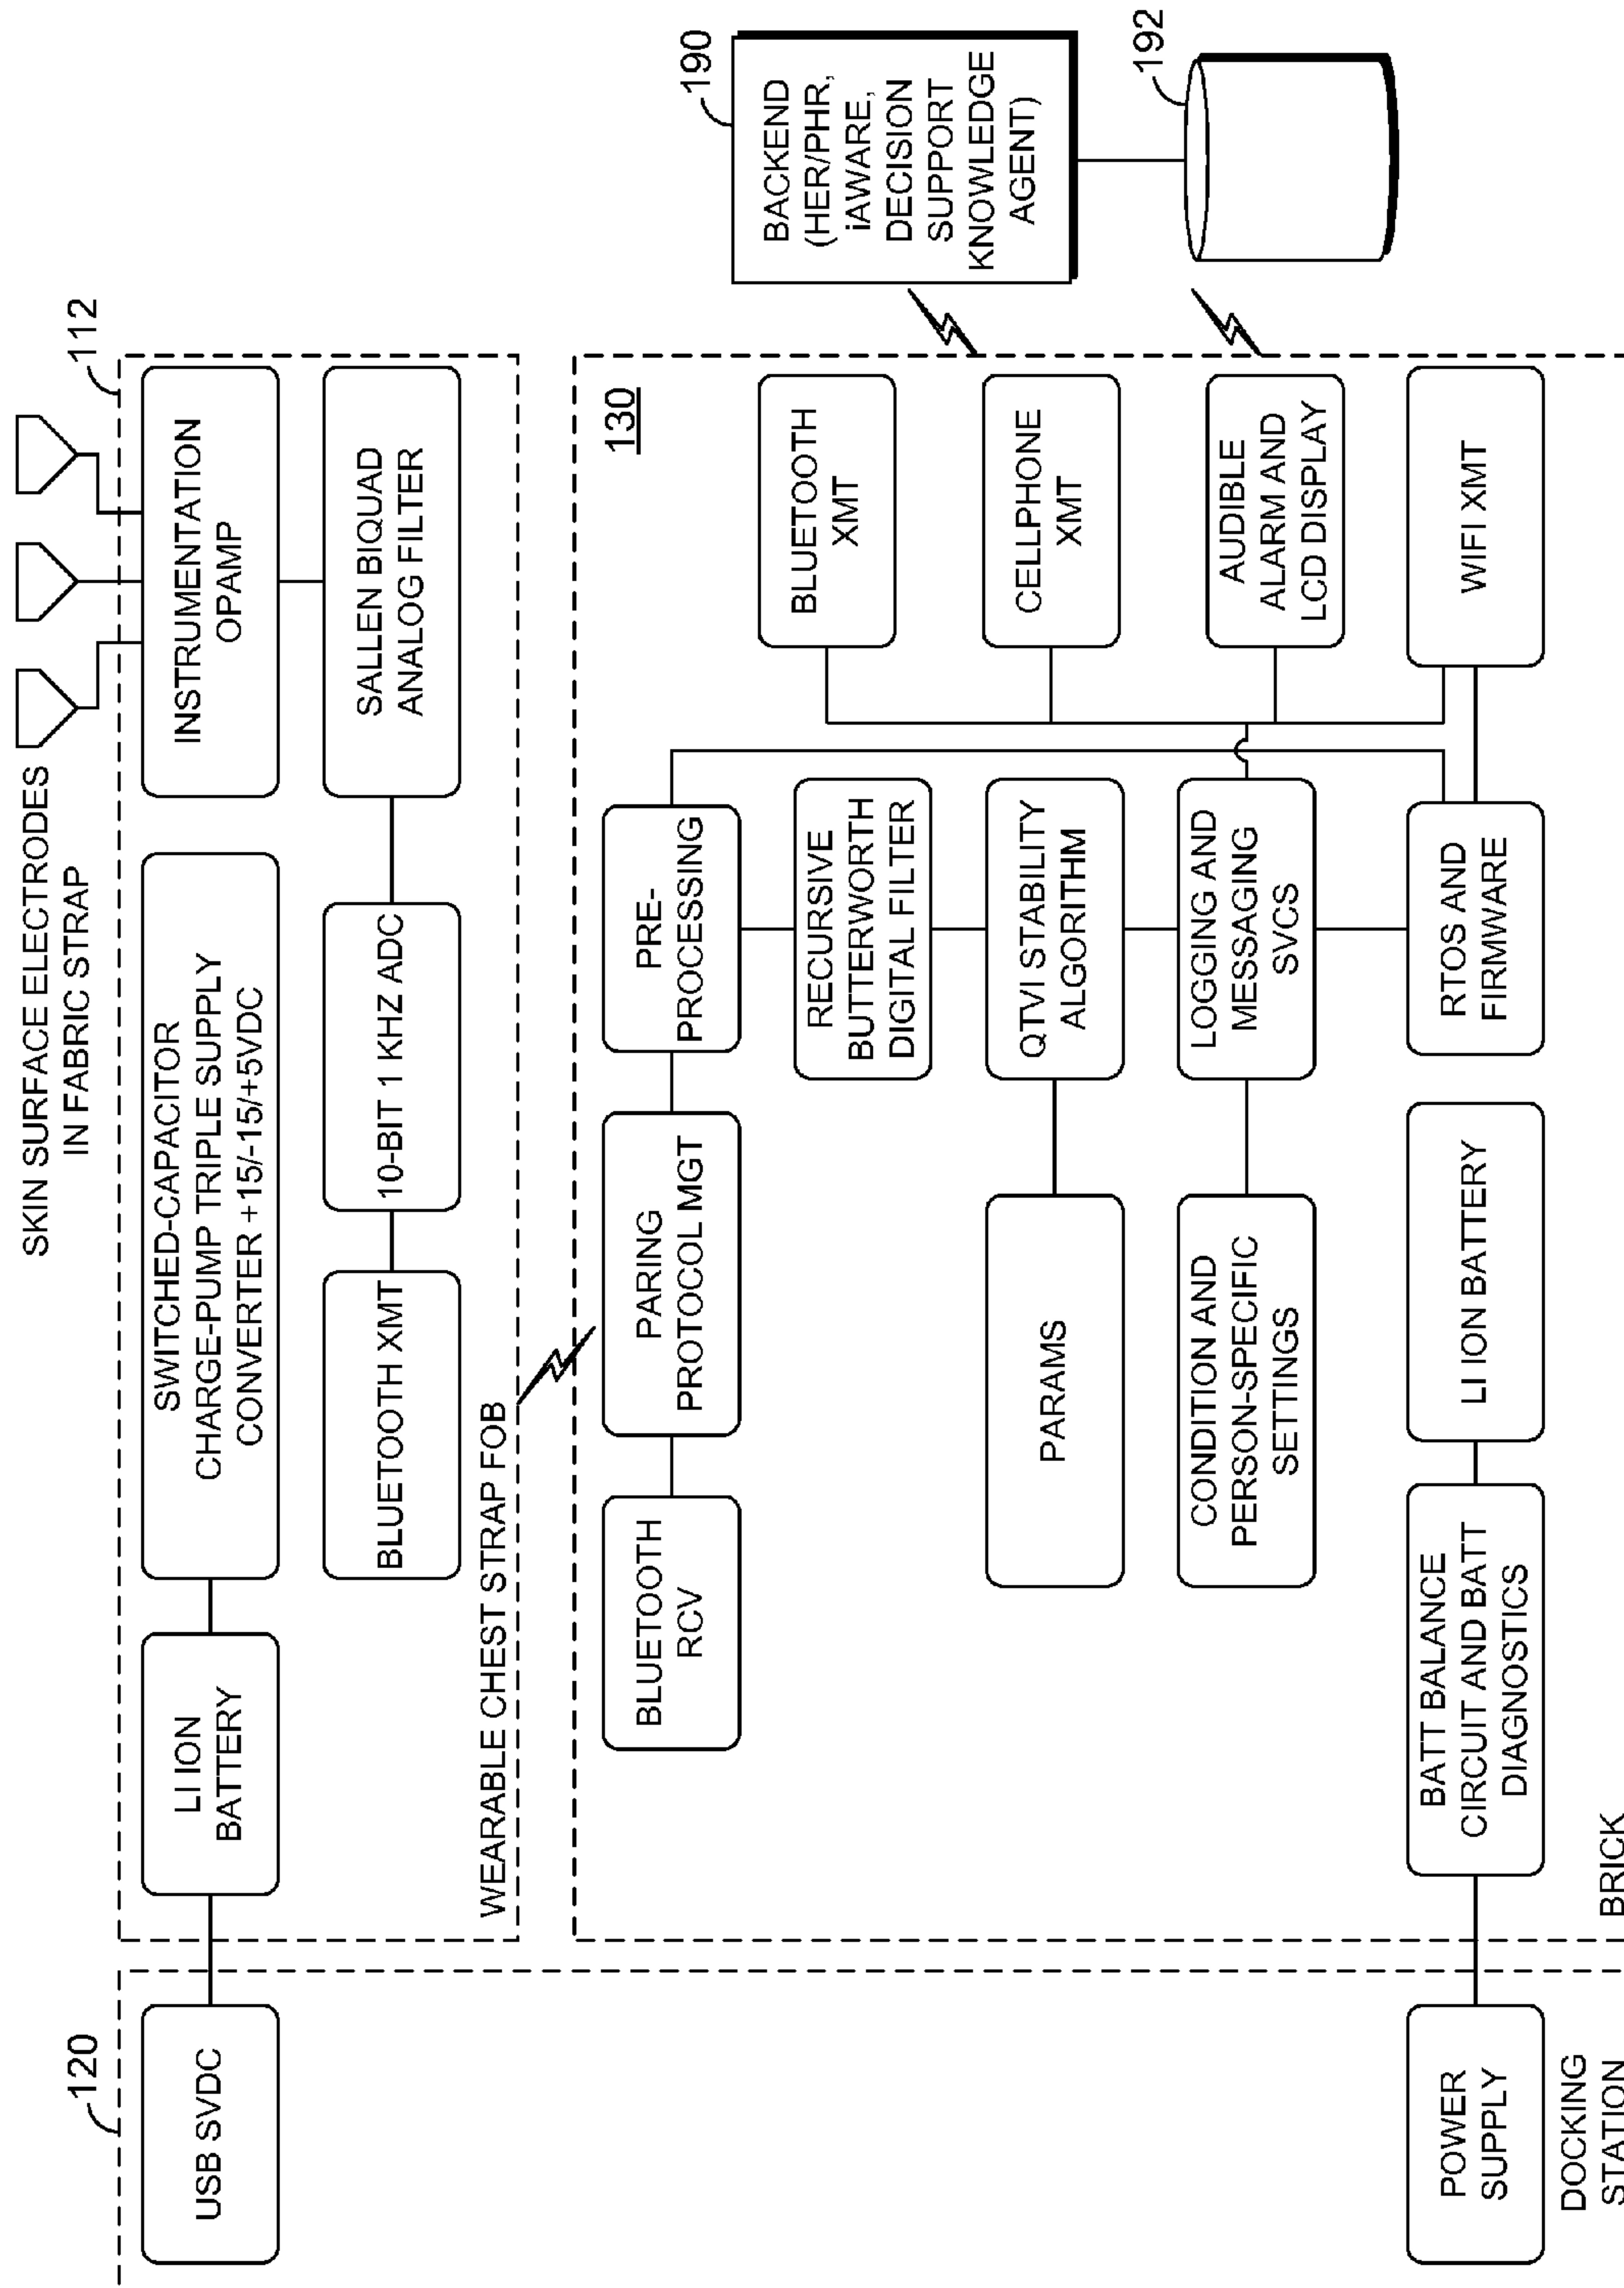 SKIN SURFACE ELECTRODES
IN FABRIC STRAP
112
120
USB SVDC
LI ION
BATTERY
SWITCHED-CAPACITOR
CHARGE-PUMP TRIPLE SUPPLY
CONVERTER +15/-15/+5VDC
INSTRUMENTATION
OPAMP
BLUETOOTH XMT
10-BIT 1 KHZ ADC
SALLEN BIQUAD
ANALOG FILTER
WEARABLE CHEST STRAP FOB
130
BLUETOOTH
RCV
PARING
PROTOCOL MGT
PRE-
PROCESSING
RECURSIVE
BUTTERWORTH
DIGITAL FILTER
BLUETOOTH
XMT
PARAMS
QTVI STABILITY
ALGORITHM
CELLPHONE
XMT
CONDITION AND
PERSON-SPECIFIC
SETTINGS
LOGGING AND
MESSAGING
SVCS
AUDIBLE
ALARM AND
LCD DISPLAY
POWER
SUPPLY
BATT BALANCE
CIRCUIT AND BATT
DIAGNOSTICS
LI ION BATTERY
RTOS AND
FIRMWARE
WIFI XMT
DOCKING
STATION
BRICK
190
BACKEND
(HER/PHR,
iAWARE,
DECISION
SUPPORT
KNOWLEDGE
AGENT)
192